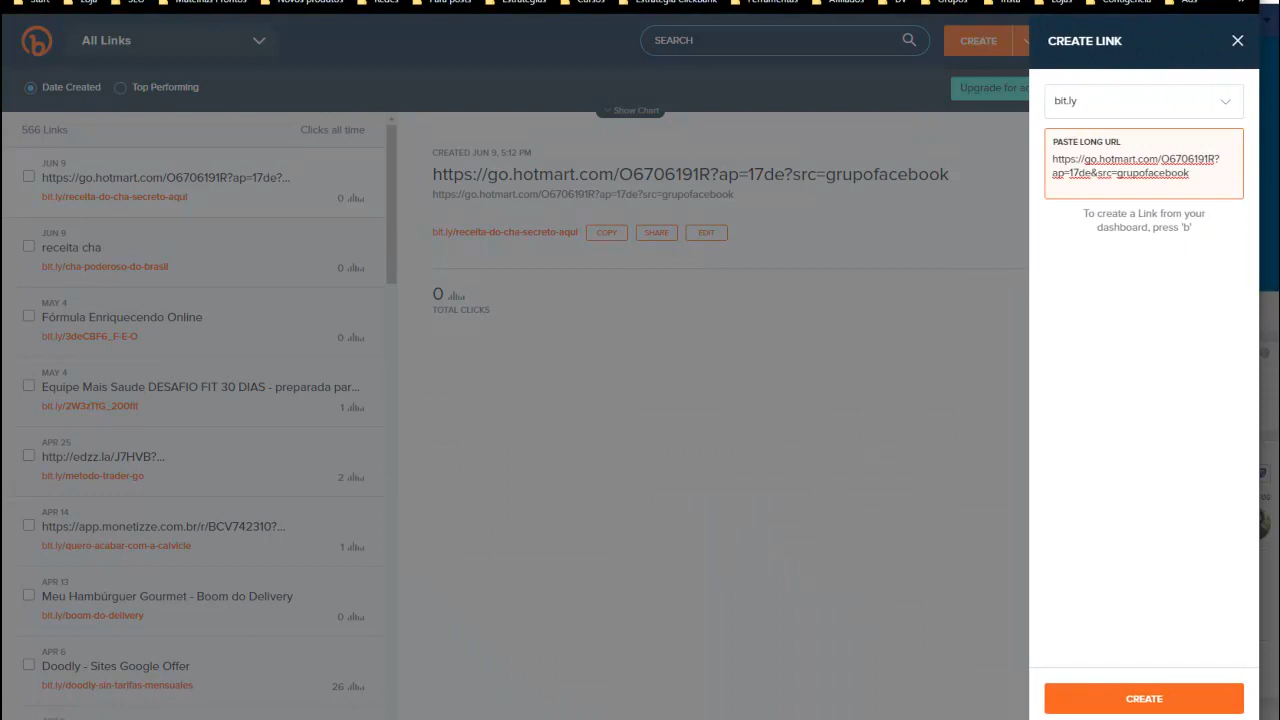 Start Loja SEO Materiais Prontos Novos produtos Redes Para posts Estratégias Cursos Estratégia Clickbank Ferramentas Afiliados DV Grupos Insta Lojas Contigência Ads
All Links
SEARCH
CREATE
CREATE LINK
Date Created
Top Performing
Upgrade for ad
bit.ly
Show Chart
566 Links
Clicks all time
PASTE LONG URL
https://go.hotmart.com/O6706191R?
ap=17de&src=grupofacebook
To create a Link from your
dashboard, press 'b'
JUN 9
https://go.hotmart.com/O6706191R?ap=17de?...
bit.ly/receita-do-cha-secreto-aqui
0
JUN 9
receita cha
bit.ly/cha-poderoso-do-brasil
0
MAY 4
Fórmula Enriquecendo Online
bit.ly/3deCBF6_F-E-O
0
MAY 4
Equipe Mais Saude DESAFIO FIT 30 DIAS - preparada par...
bit.ly/2W3zTfG_200fit
1
APR 25
http://edzz.la/J7HVB?...
bit.ly/metodo-trader-go
2
APR 14
https://app.monetizze.com.br/r/BCV742310?...
bit.ly/quero-acabar-com-a-calvicie
1
APR 13
Meu Hambúrguer Gourmet - Boom do Delivery
bit.ly/boom-do-delivery
0
APR 6
Doodly - Sites Google Offer
bit.ly/doodly-sin-tarifas-mensuales
26
CREATED JUN 9, 5:12 PM
https://go.hotmart.com/O6706191R?ap=17de?src=grupofacebook
https://go.hotmart.com/O6706191R?ap=17de?src=grupofacebook
bit.ly/receita-do-cha-secreto-aqui
COPY
SHARE
EDIT
0
TOTAL CLICKS
CREATE